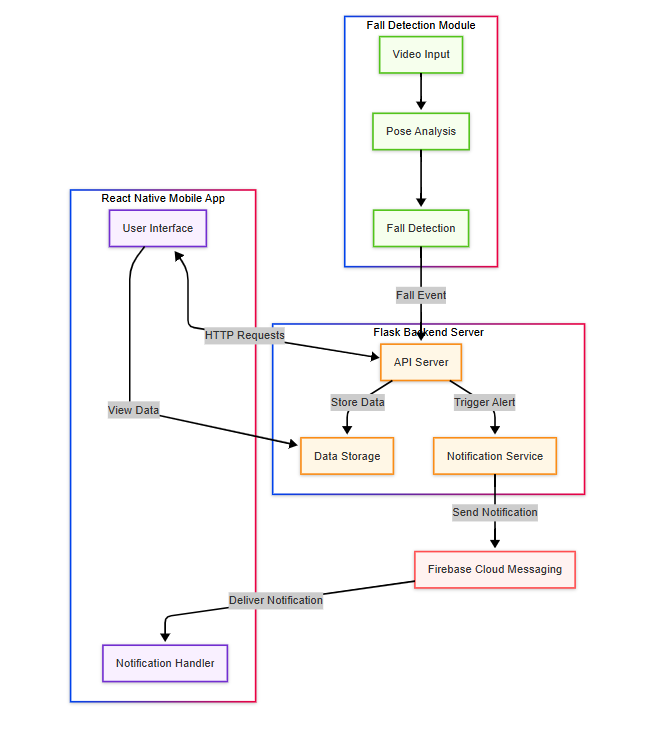 Fall Detection Module
Video Input
Pose Analysis
React Native Mobile App
User Interface
Fall Detection
Fall Event
HTTP Requests
Flask Backend Server
API Server
View Data
Store Data
Trigger Alert
Data Storage
Notification Service
Send Notification
Firebase Cloud Messaging
Deliver Notification
Notification Handler